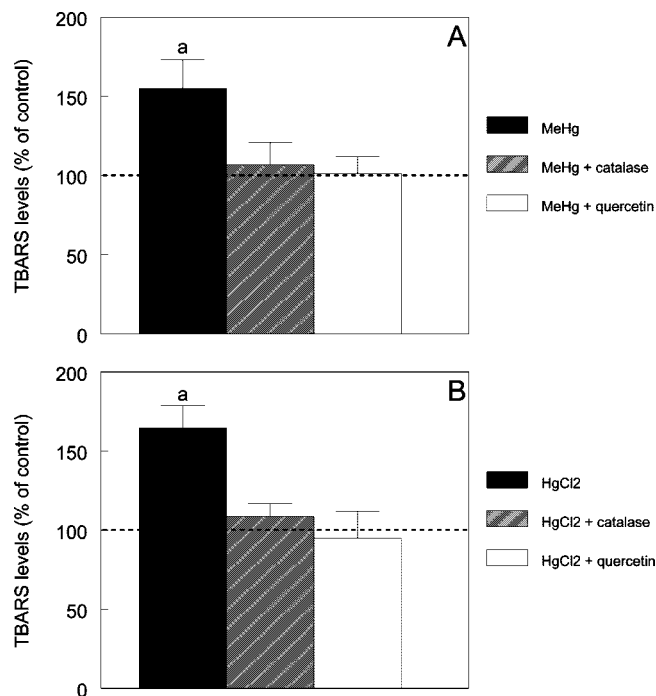 200
150
100
50
0
TBARS levels (% of control)
a
A
MeHg
MeHg + catalase
MeHg + quercetin
200
150
100
50
0
TBARS levels (% of control)
a
B
HgCl2
HgCl2 + catalase
HgCl2 + quercetin